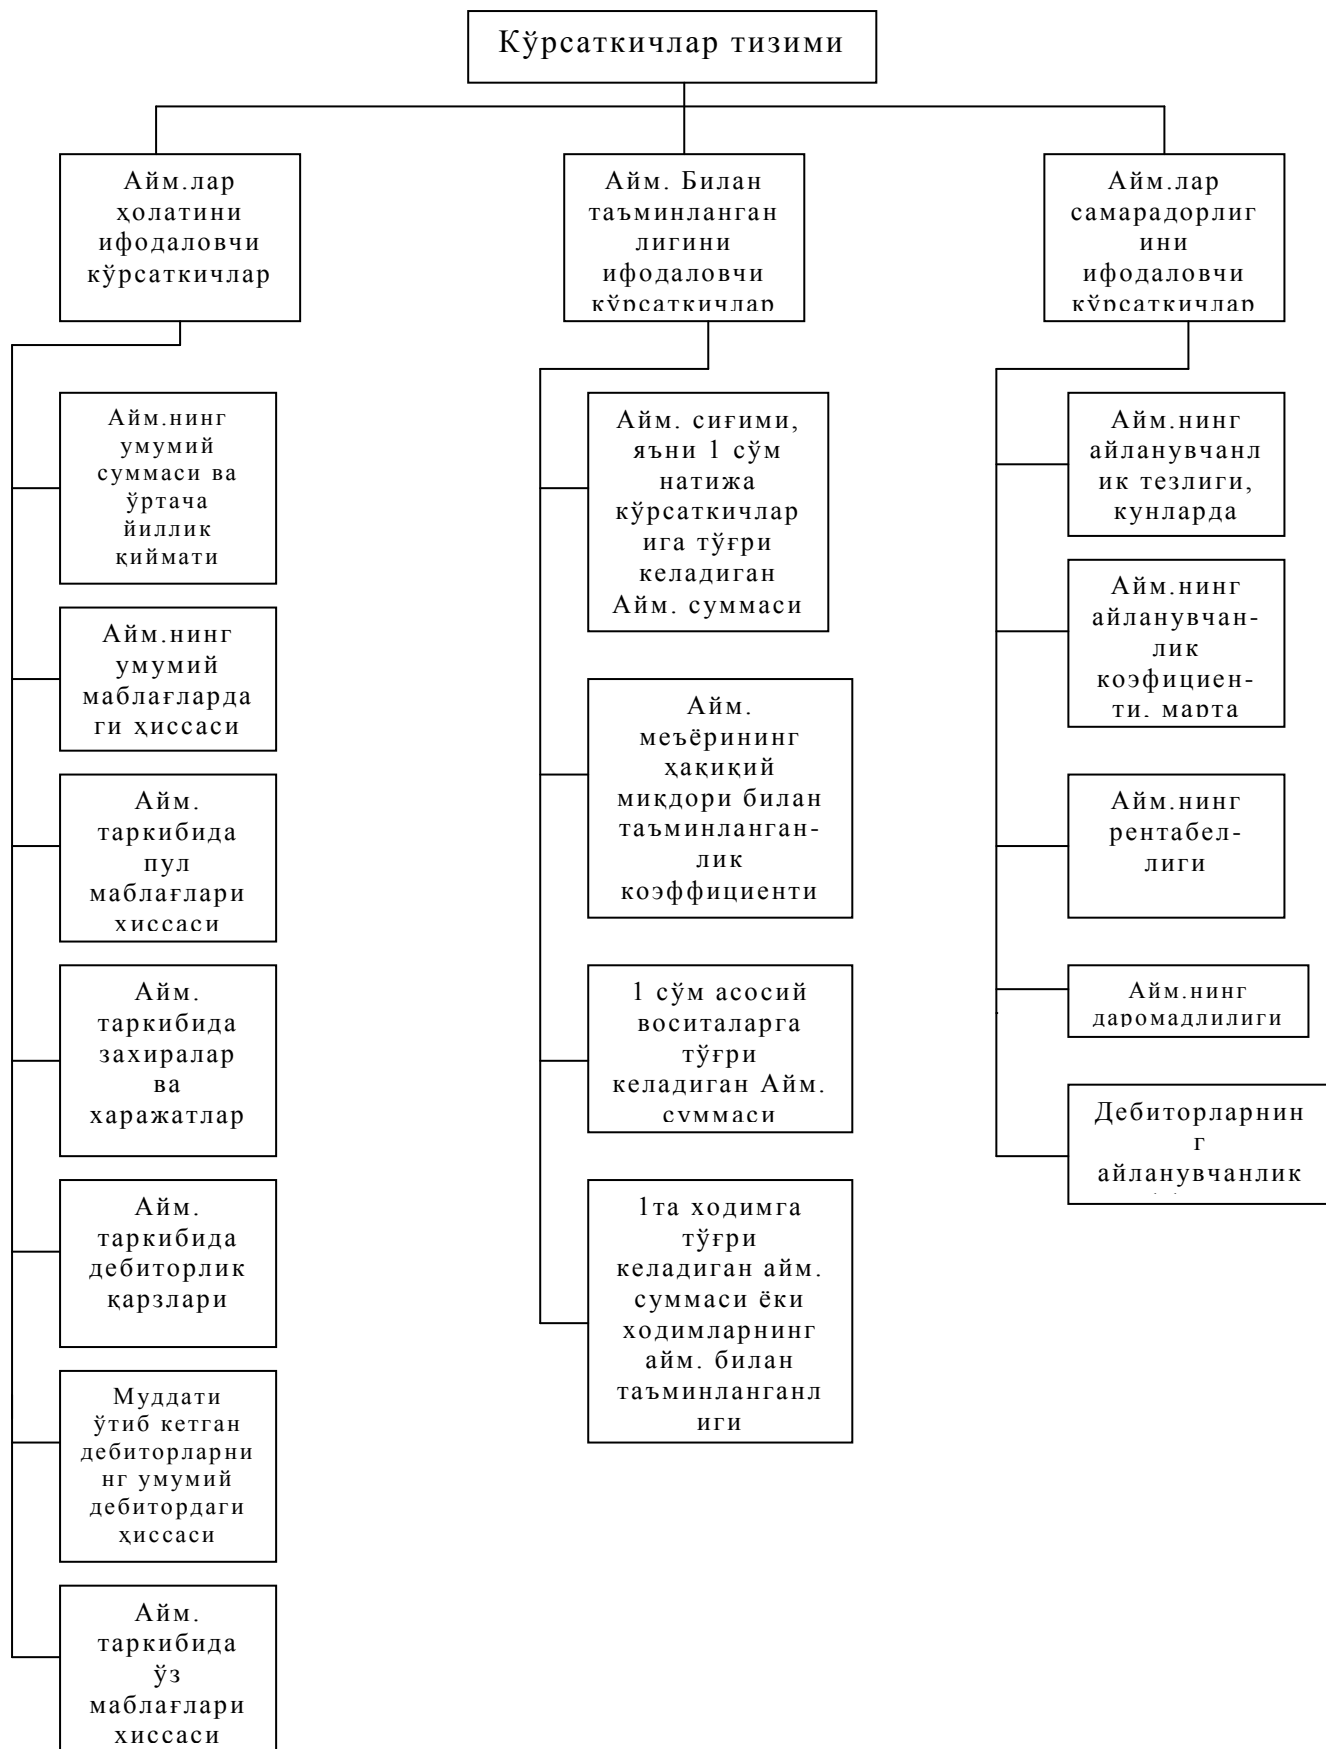 Кўрсаткичлар тизими
Айм.лар
ҳолатини
ифодаловчи
кўрсаткичлар
Айм. Билан
таъминланган
лигини
ифодаловчи
кўрсаткичлар
Айм.лар
самарадорлиг
ини
ифодаловчи
кўрсаткичлар
Айм.нинг
умумий
суммаси ва
ўртача
йиллик
қиймати
Айм.нинг
умумий
маблағларда
ги ҳиссаси
Айм.
таркибида
пул
маблағлари
хиссаси
Айм.
таркибида
захиралар
ва
харажатлар
Айм.
таркибида
дебиторлик
қарзлари
Муддати
ўтиб кетган
дебиторларни
нг умумий
дебитордаги
ҳиссаси
Айм.
таркибида
ўз
маблағлари
хиссаси
Айм. сиғими,
яъни 1 сўм
натижа
кўрсаткичлар
ига тўғри
келадиган
Айм. суммаси
Айм.
меъёрининг
ҳақиқий
миқдори билан
таъминланган-
лик
коэффициенти
1 сўм асосий
воситаларга
тўғри
келадиган Айм.
суммаси
1та ходимга
тўғри
келадиган айм.
суммаси ёки
ходимларнинг
айм. билан
таъминланганл
иги
Айм.нинг
айланувчанл
ик тезлиги,
кунларда
Айм.нинг
айланувчан-
лик
коэфициен-
ти, марта
Айм.нинг
рентабел-
лиги
Айм.нинг
даромадлилиги
Дебиторларнин
г
айланувчанлик